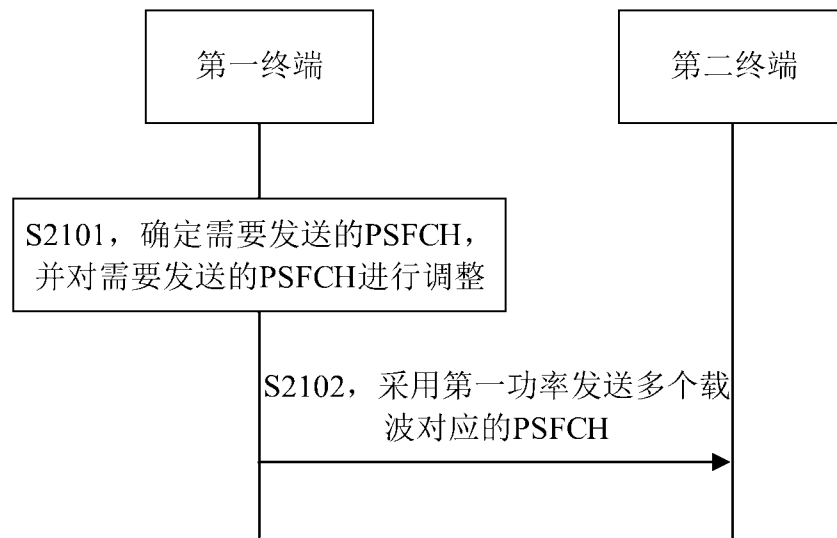 第一终端
第二终端
S2101，确定需要发送的PSFCH，
并对需要发送的PSFCH进行调整
S2102，采用第一功率发送多个载
波对应的PSFCH